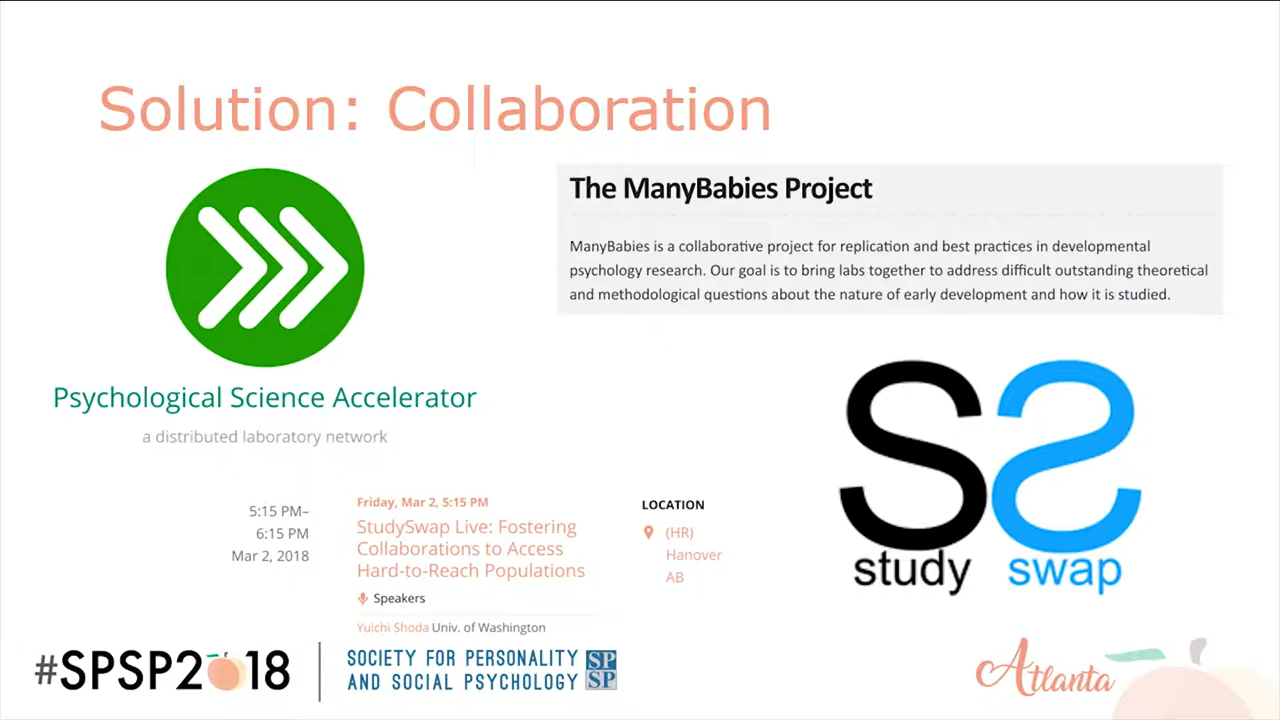 Solution: Collaboration
Psychological Science Accelerator
a distributed laboratory network
The ManyBabies Project
ManyBabies is a collaborative project for replication and best practices in developmental
psychology research. Our goal is to bring labs together to address difficult outstanding theoretical
and methodological questions about the nature of early development and how it is studied.
SS
study swap
5:15 PM–
6:15 PM
Mar 2, 2018
Friday, Mar 2, 5:15 PM
StudySwap Live: Fostering
Collaborations to Access
Hard-to-Reach Populations
Speakers
Yuichi Shoda Univ. of Washington
LOCATION
(HR)
Hanover
AB
#SPSP2018
SOCIETY FOR PERSONALITY
AND SOCIAL PSYCHOLOGY
SP
SP
Atlanta